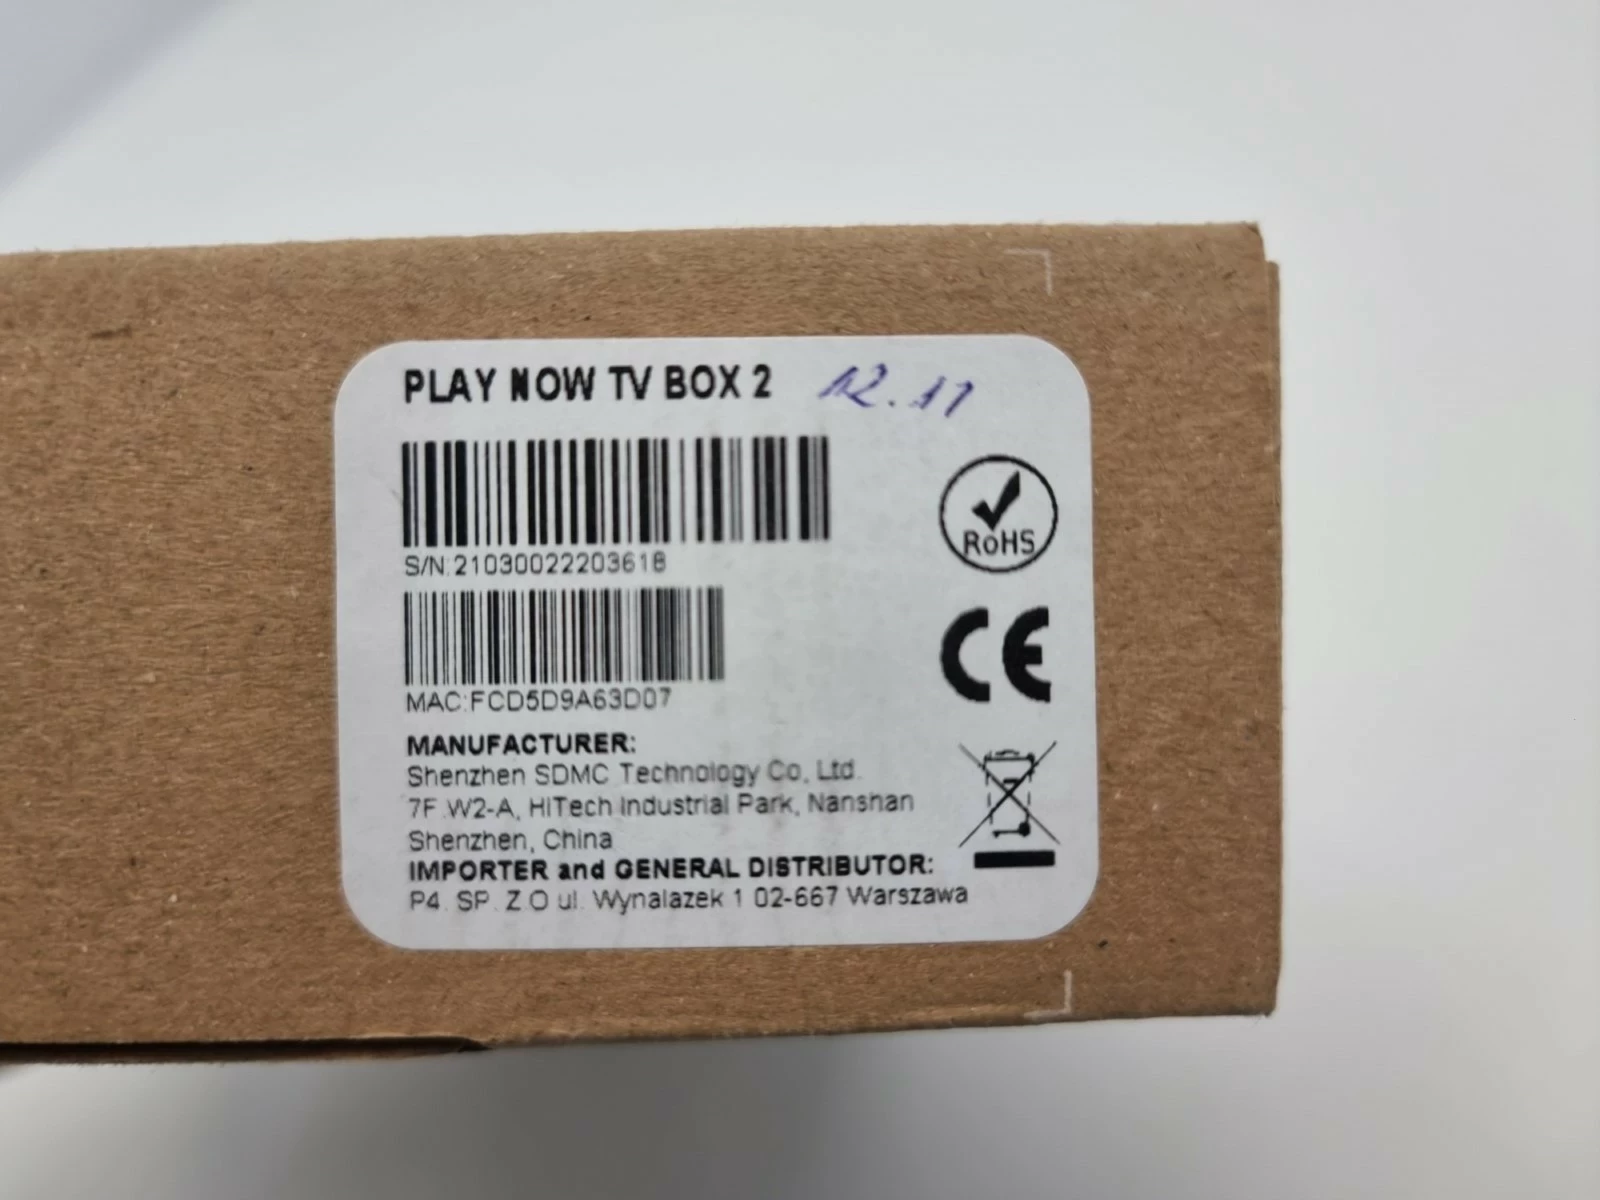 PLAY NOW TV BOX 2 12.11
S/N:21030022203618
RoHS
MAC:FCD5D9A63D07
CE
MANUFACTURER:
Shenzhen SDMC Technology Co, Ltd.
7F.W2-A, HiTech Industrial Park, Nanshan
Shenzhen, China
IMPORTER and GENERAL DISTRIBUTOR:
P4. SP. Z.O ul. Wynalazek 1 02-667 Warszawa